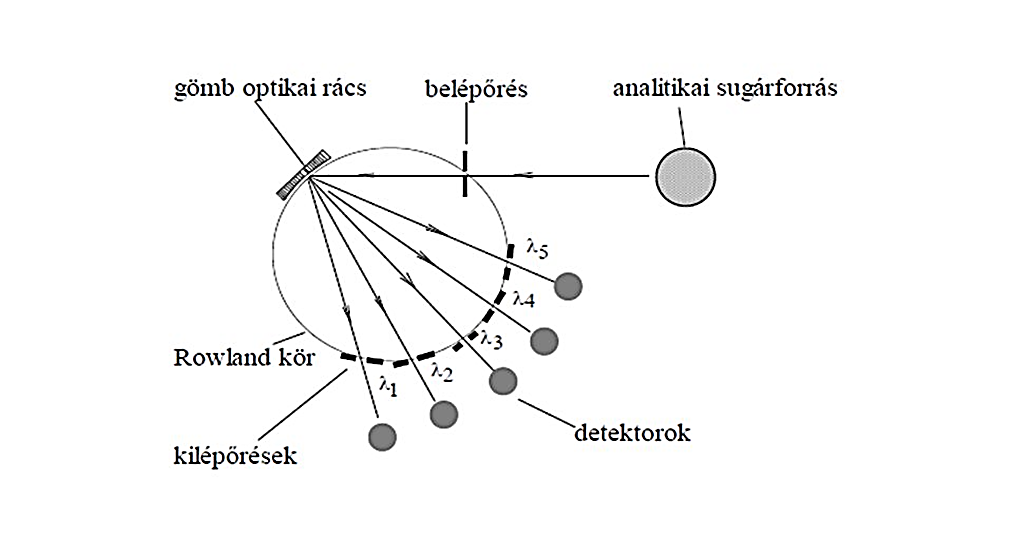 gömb optikai rács
belépőrés
analitikai sugárforrás
λ5
λ4
λ3
Rowland kör
λ2
λ1
detektorok
kilépőrések